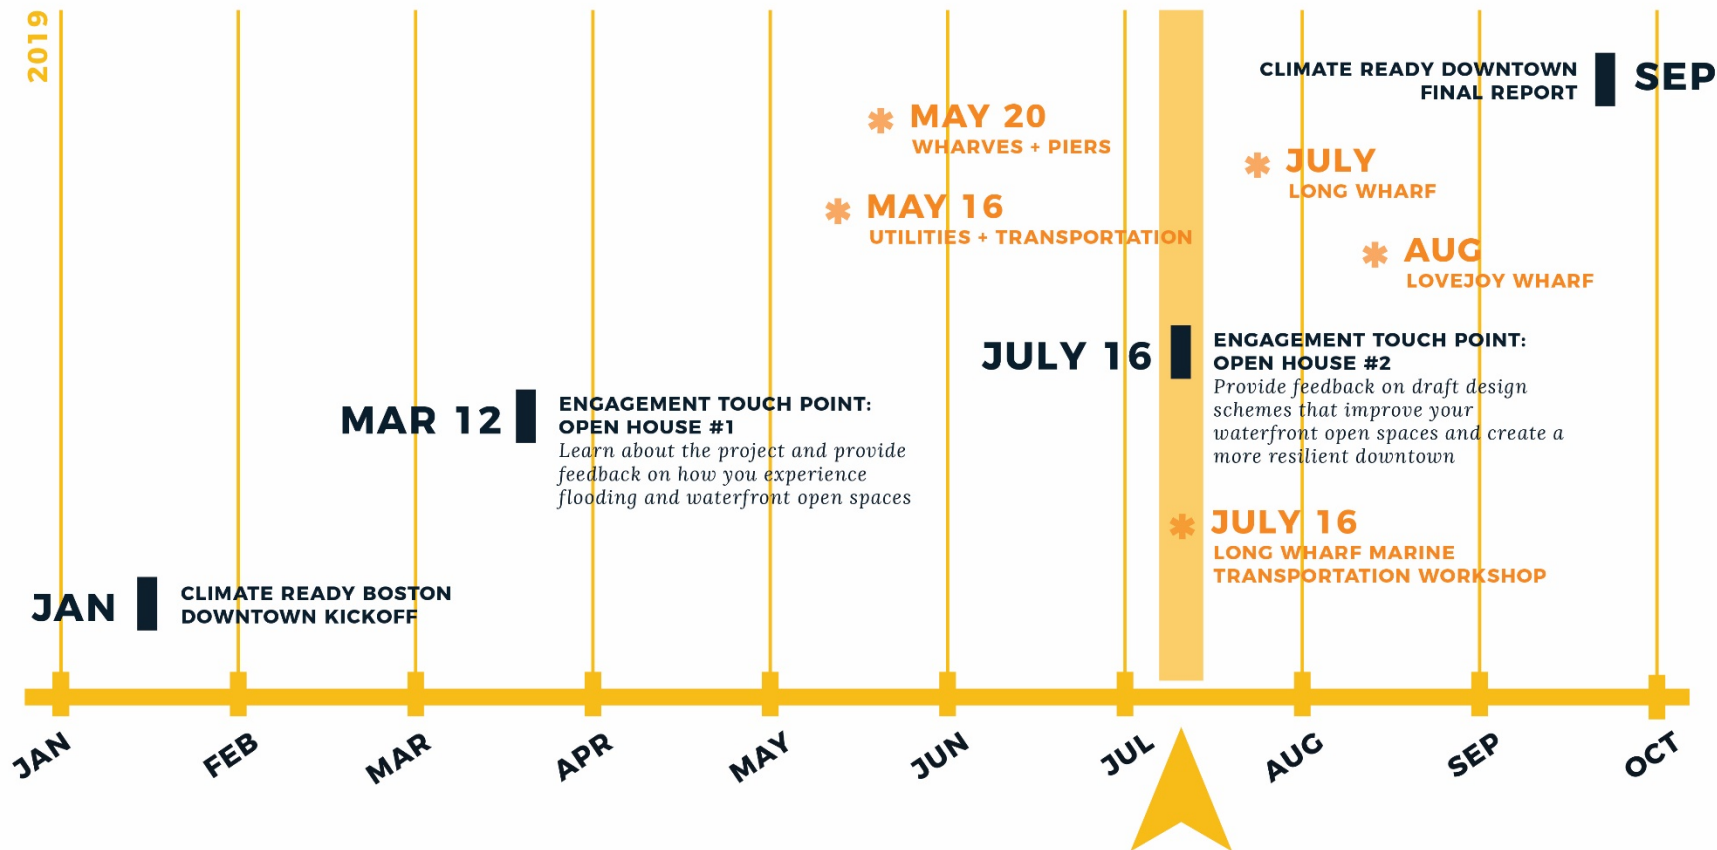 2019
CLIMATE READY DOWNTOWN
FINAL REPORT
SEP
MAY 20
WHARVES + PIERS
JULY
LONG WHARF
MAY 16
UTILITIES + TRANSPORTATION
AUG
LOVEJOY WHARF
JULY 16
ENGAGEMENT TOUCH POINT:
OPEN HOUSE #2
Provide feedback on draft design
schemes that improve your
waterfront open spaces and create a
more resilient downtown
MAR 12
ENGAGEMENT TOUCH POINT:
OPEN HOUSE #1
Learn about the project and provide
feedback on how you experience
flooding and waterfront open spaces
JULY 16
LONG WHARF MARINE
TRANSPORTATION WORKSHOP
JAN
CLIMATE READY BOSTON
DOWNTOWN KICKOFF
JAN
FEB
MAR
APR
MAY
JUN
JUL
AUG
SEP
OCT